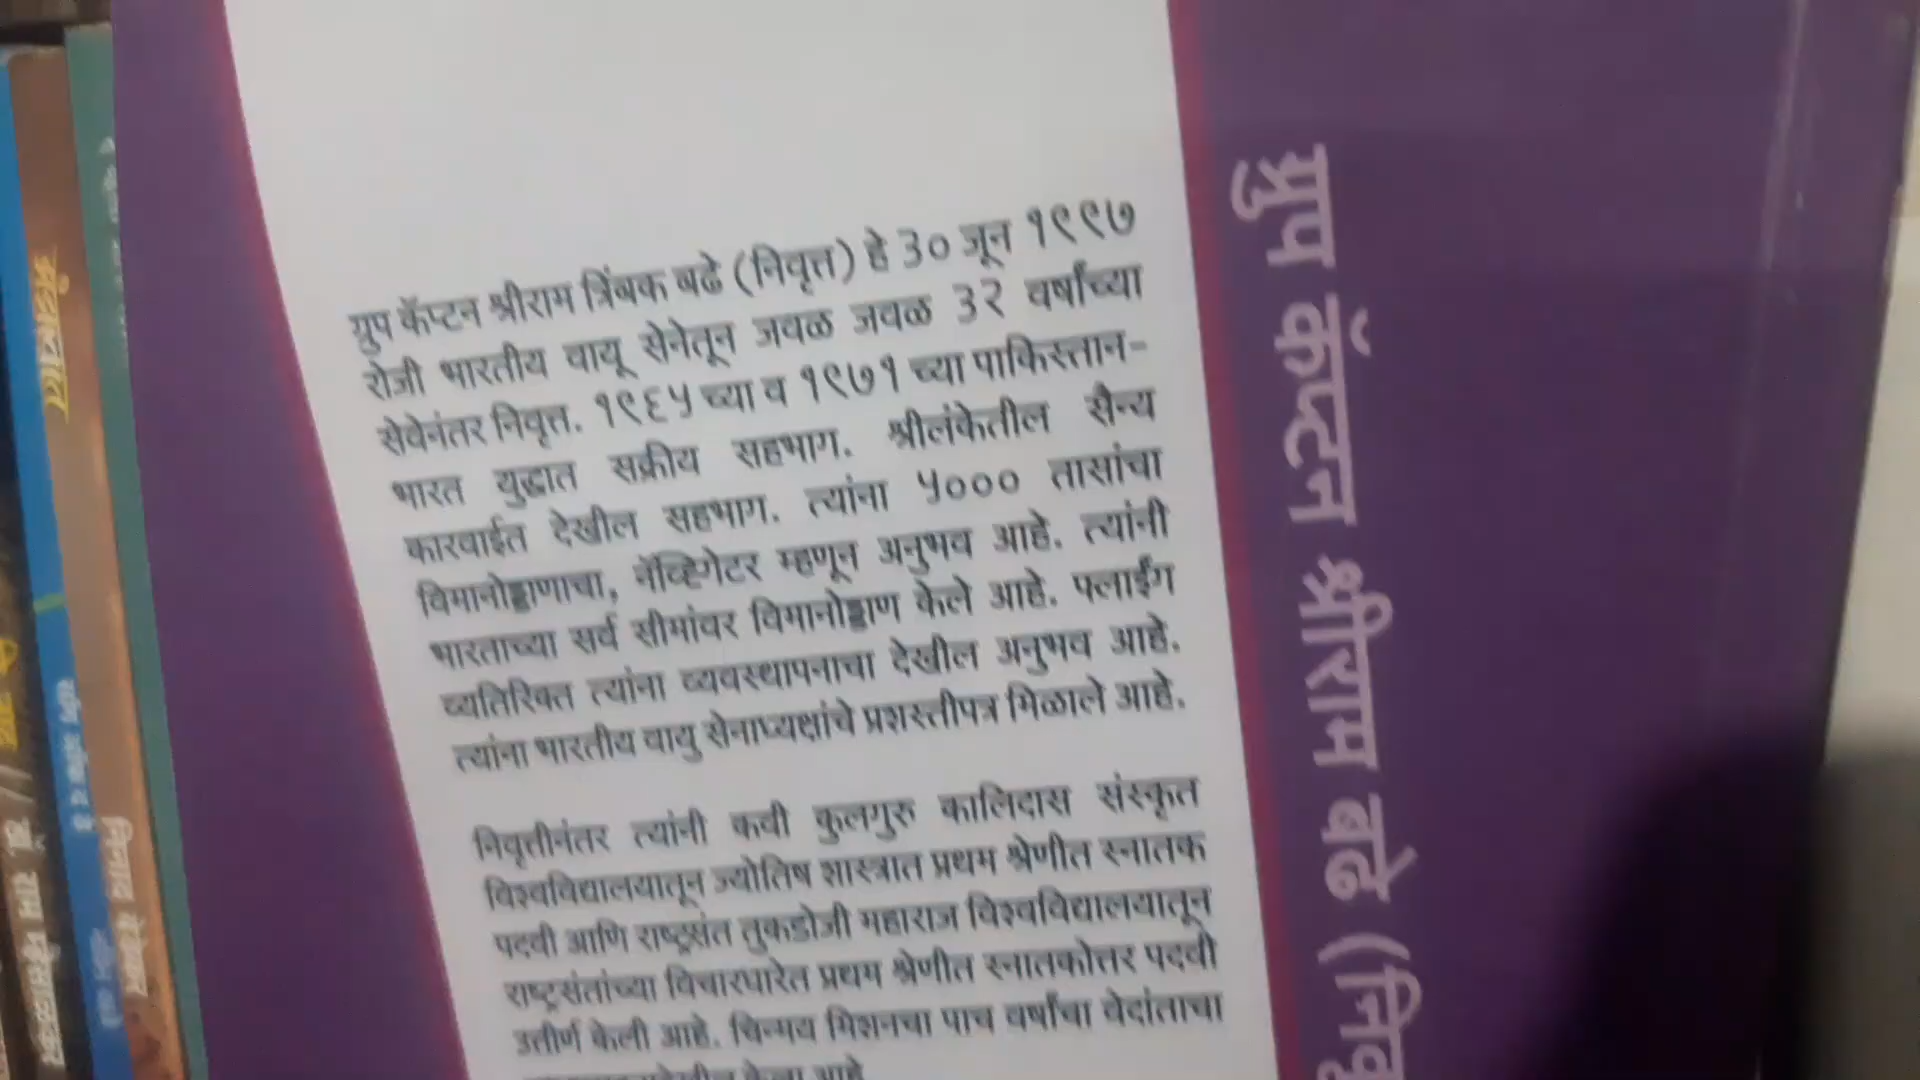 ग्रुप कॅप्टन श्रीराम त्रिंबक बढे (निवृत्त) हे ३० जून १९९७
रोजी भारतीय वायू सेनेतून जवळ जवळ ३२ वर्षांच्या
सेवेनंतर निवृत्त. १९६५ च्या व १९७१ च्या पाकिस्तान-
भारत युद्धात सक्रीय सहभाग. श्रीलंकेतील सैन्य
कारवाईत देखील सहभाग. त्यांना ५००० तासांचा
विमानोड्डाणाचा, नॅव्हिगेटर म्हणून अनुभव आहे. त्यांनी
भारताच्या सर्व सीमांवर विमानोड्डाण केले आहे. फ्लाईंग
व्यतिरिक्त त्यांना व्यवस्थापनाचा देखील अनुभव आहे.
त्यांना भारतीय वायु सेनाध्यक्षांचे प्रशस्तीपत्र मिळाले आहे.
निवृत्तीनंतर त्यांनी कवी कुलगुरु कालिदास संस्कृत
विश्वविद्यालयातून ज्योतिष शास्त्रात प्रथम श्रेणीत स्नातक
पदवी आणि राष्ट्रसंत तुकडोजी महाराज विश्वविद्यालयातून
राष्ट्रसंतांच्या विचारधारेत प्रथम श्रेणीत स्नातकोत्तर पदवी
उत्तीर्ण केली आहे. चिन्मय मिशनचा पाच वर्षांचा वेदांताचा
केला आहे
ग्रुप कॅप्टन श्रीराम बढे (निवृ